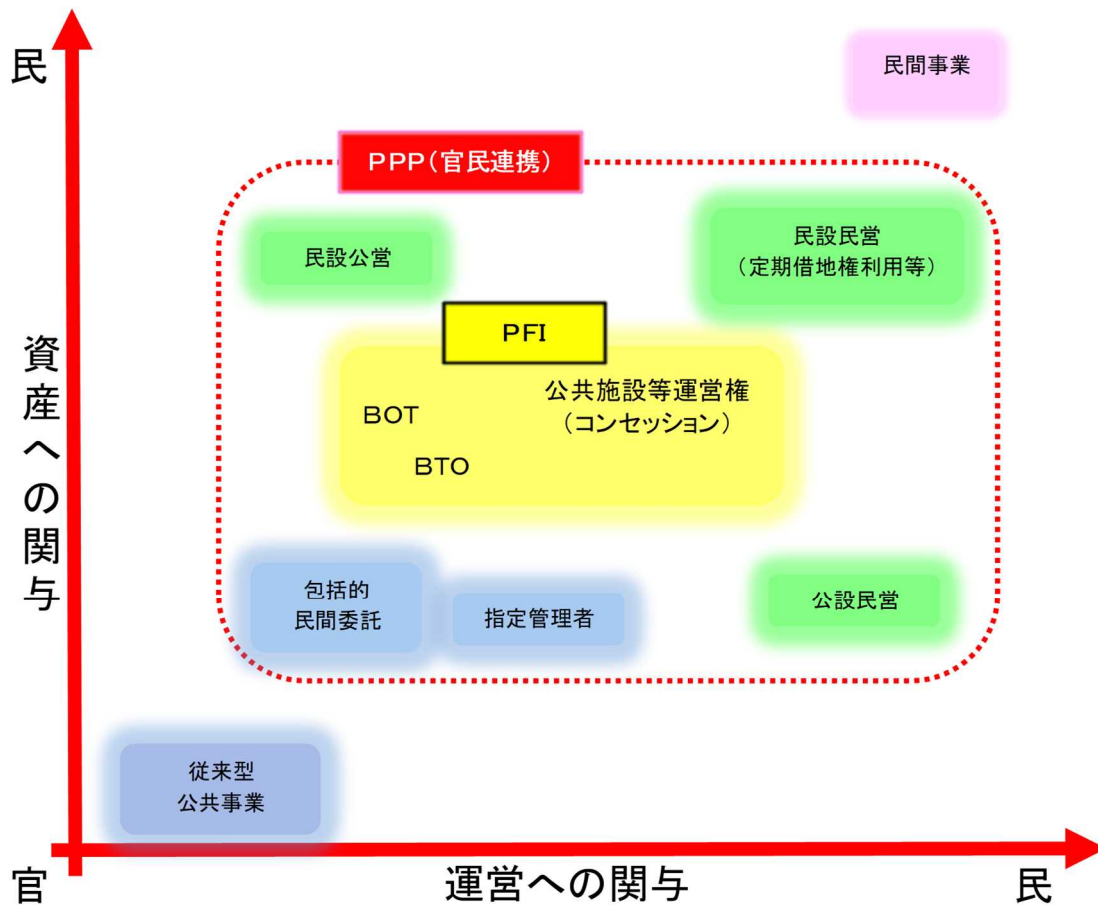 民
民間事業
PPP(官民連携)
民設公営
民設民営
(定期借地権利用等)
PFI
公共施設等運営権
(コンセッション)
BOT
BTO
資産への関与
包括的
民間委託
指定管理者
公設民営
従来型
公共事業
官
運営への関与
民